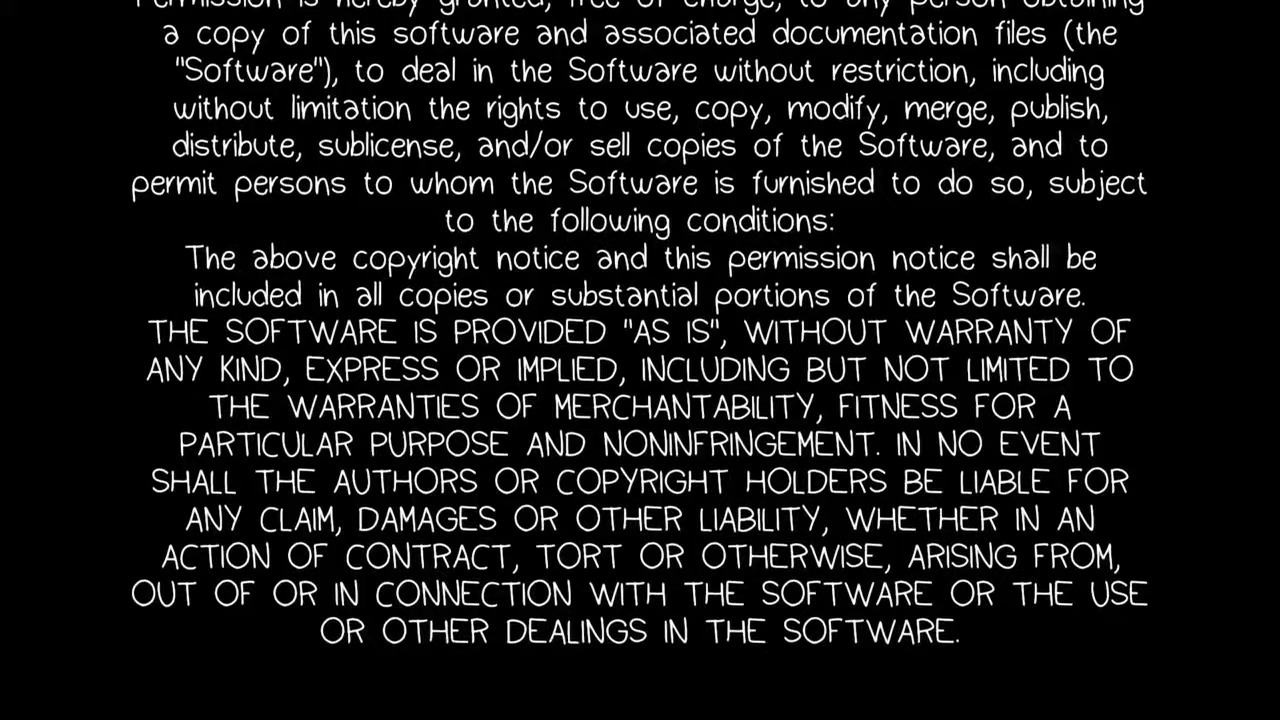 Permission is hereby granted, free of charge, to any person obtaining
a copy of this software and associated documentation files (the
"Software"), to deal in the Software without restriction, including
without limitation the rights to use, copy, modify, merge, publish,
distribute, sublicense, and/or sell copies of the Software, and to
permit persons to whom the Software is furnished to do so, subject
to the following conditions:
The above copyright notice and this permission notice shall be
included in all copies or substantial portions of the Software.
THE SOFTWARE IS PROVIDED "AS IS", WITHOUT WARRANTY OF
ANY KIND, EXPRESS OR IMPLIED, INCLUDING BUT NOT LIMITED TO
THE WARRANTIES OF MERCHANTABILITY, FITNESS FOR A
PARTICULAR PURPOSE AND NONINFRINGEMENT. IN NO EVENT
SHALL THE AUTHORS OR COPYRIGHT HOLDERS BE LIABLE FOR
ANY CLAIM, DAMAGES OR OTHER LIABILITY, WHETHER IN AN
ACTION OF CONTRACT, TORT OR OTHERWISE, ARISING FROM,
OUT OF OR IN CONNECTION WITH THE SOFTWARE OR THE USE
OR OTHER DEALINGS IN THE SOFTWARE.